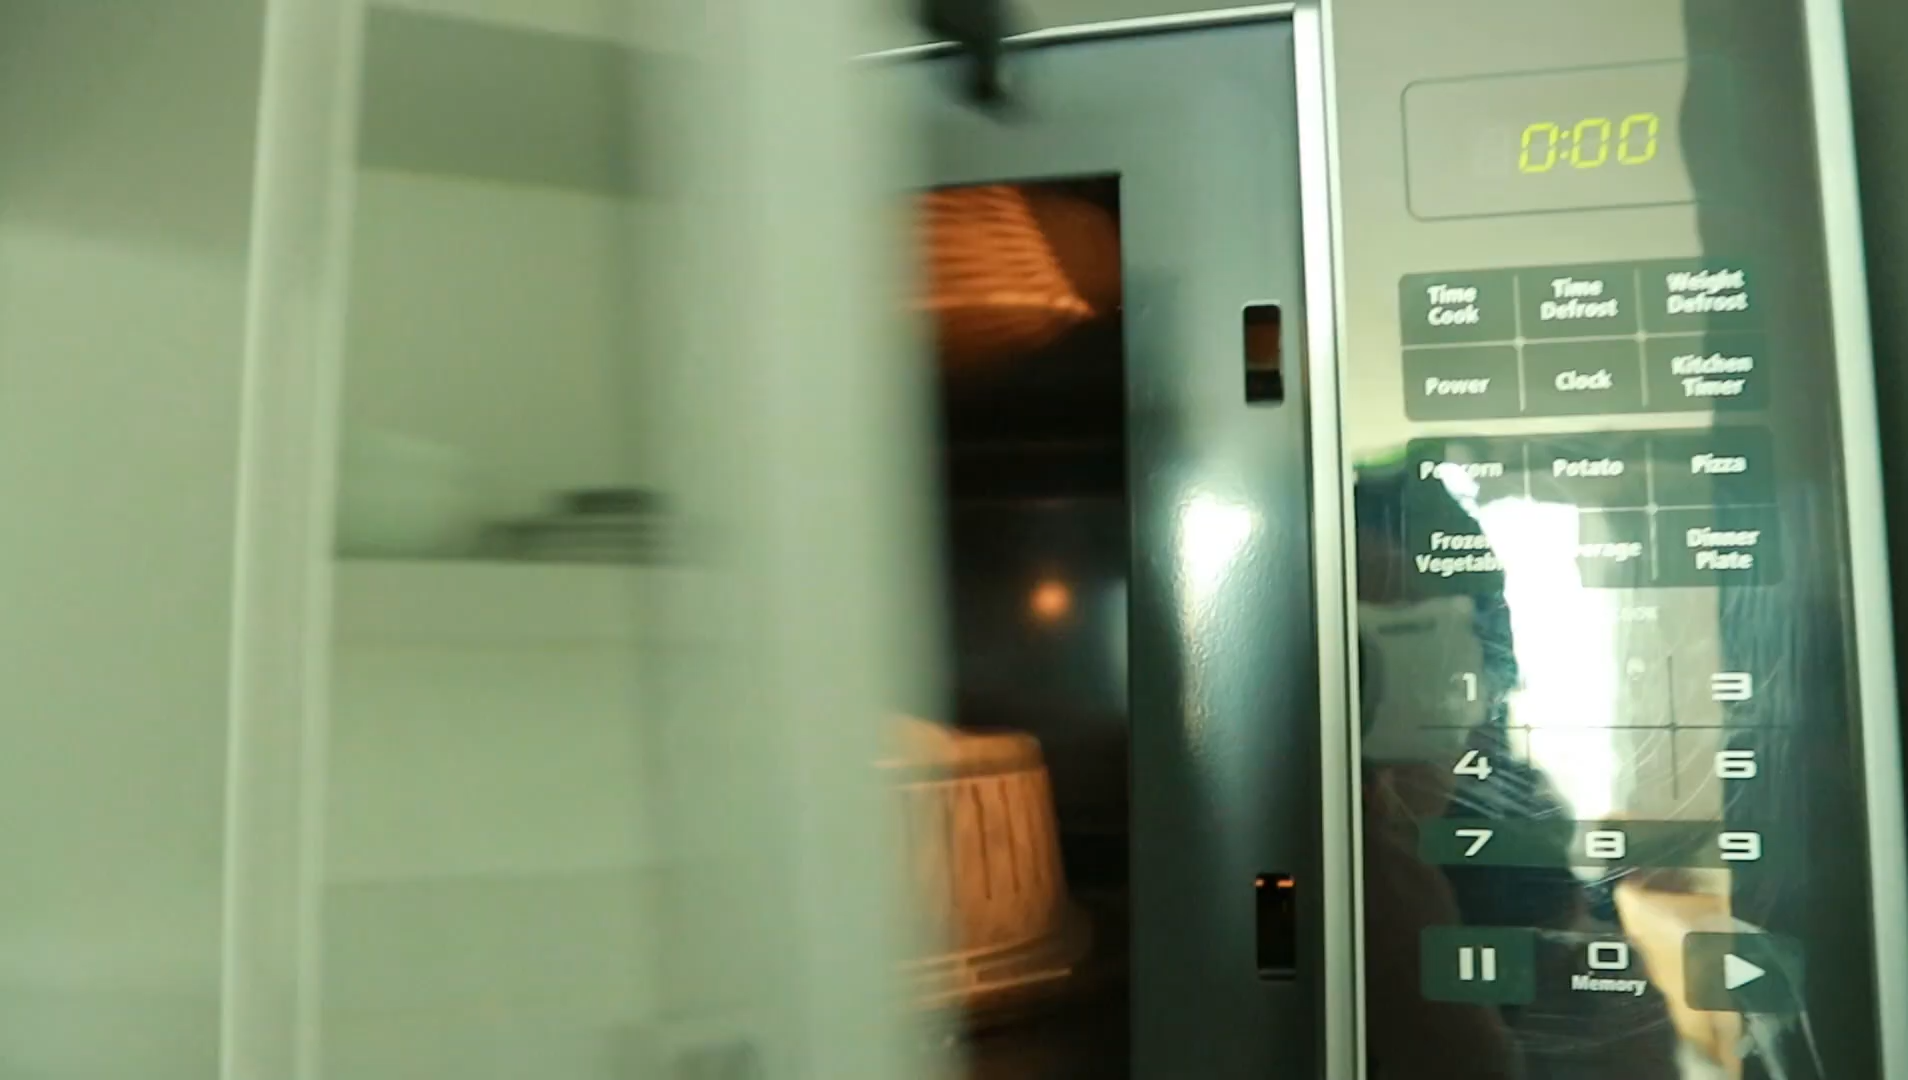 0:00
Time
Cook
Time
Defrost
Weight
Defrost
Power
Clock
Kitchen
Timer
Potato
Pizza
Dinner
Plate
1
3
4
6
7
8
9
0
Memory